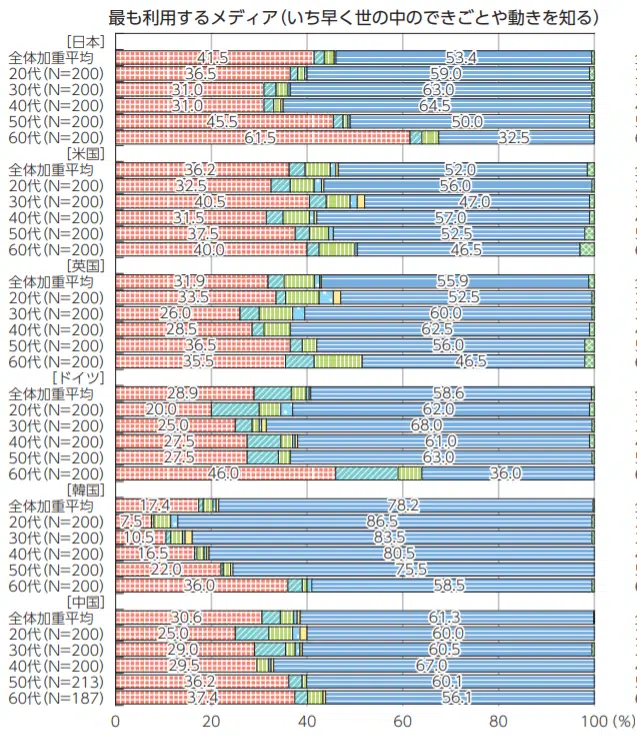 最も利用するメディア(いち早く世の中のできごとや動きを知る)
[日本]
全体加重平均 41.5 53.4
20代(N=200) 36.5 59.0
30代(N=200) 31.0 63.0
40代(N=200) 31.0 64.5
50代(N=200) 45.5 50.0
60代(N=200) 61.5 32.5
[米国]
全体加重平均 36.2 52.0
20代(N=200) 32.5 56.0
30代(N=200) 40.5 47.0
40代(N=200) 31.5 57.0
50代(N=200) 37.5 52.5
60代(N=200) 40.0 46.5
[英国]
全体加重平均 31.9 55.9
20代(N=200) 33.5 52.5
30代(N=200) 26.0 60.0
40代(N=200) 28.5 62.5
50代(N=200) 36.5 56.0
60代(N=200) 35.5 46.5
[ドイツ]
全体加重平均 28.9 58.6
20代(N=200) 20.0 62.0
30代(N=200) 25.0 68.0
40代(N=200) 27.5 61.0
50代(N=200) 27.5 63.0
60代(N=200) 46.0 36.0
[韓国]
全体加重平均 17.4 78.2
20代(N=200) 7.5 86.5
30代(N=200) 10.5 83.5
40代(N=200) 16.5 80.5
50代(N=200) 22.0 75.5
60代(N=200) 36.0 58.5
[中国]
全体加重平均 30.6 61.3
20代(N=200) 25.0 60.0
30代(N=200) 29.0 60.5
40代(N=200) 29.5 67.0
50代(N=213) 36.2 60.1
60代(N=187) 37.4 56.1
0 20 40 60 80 100 (%)